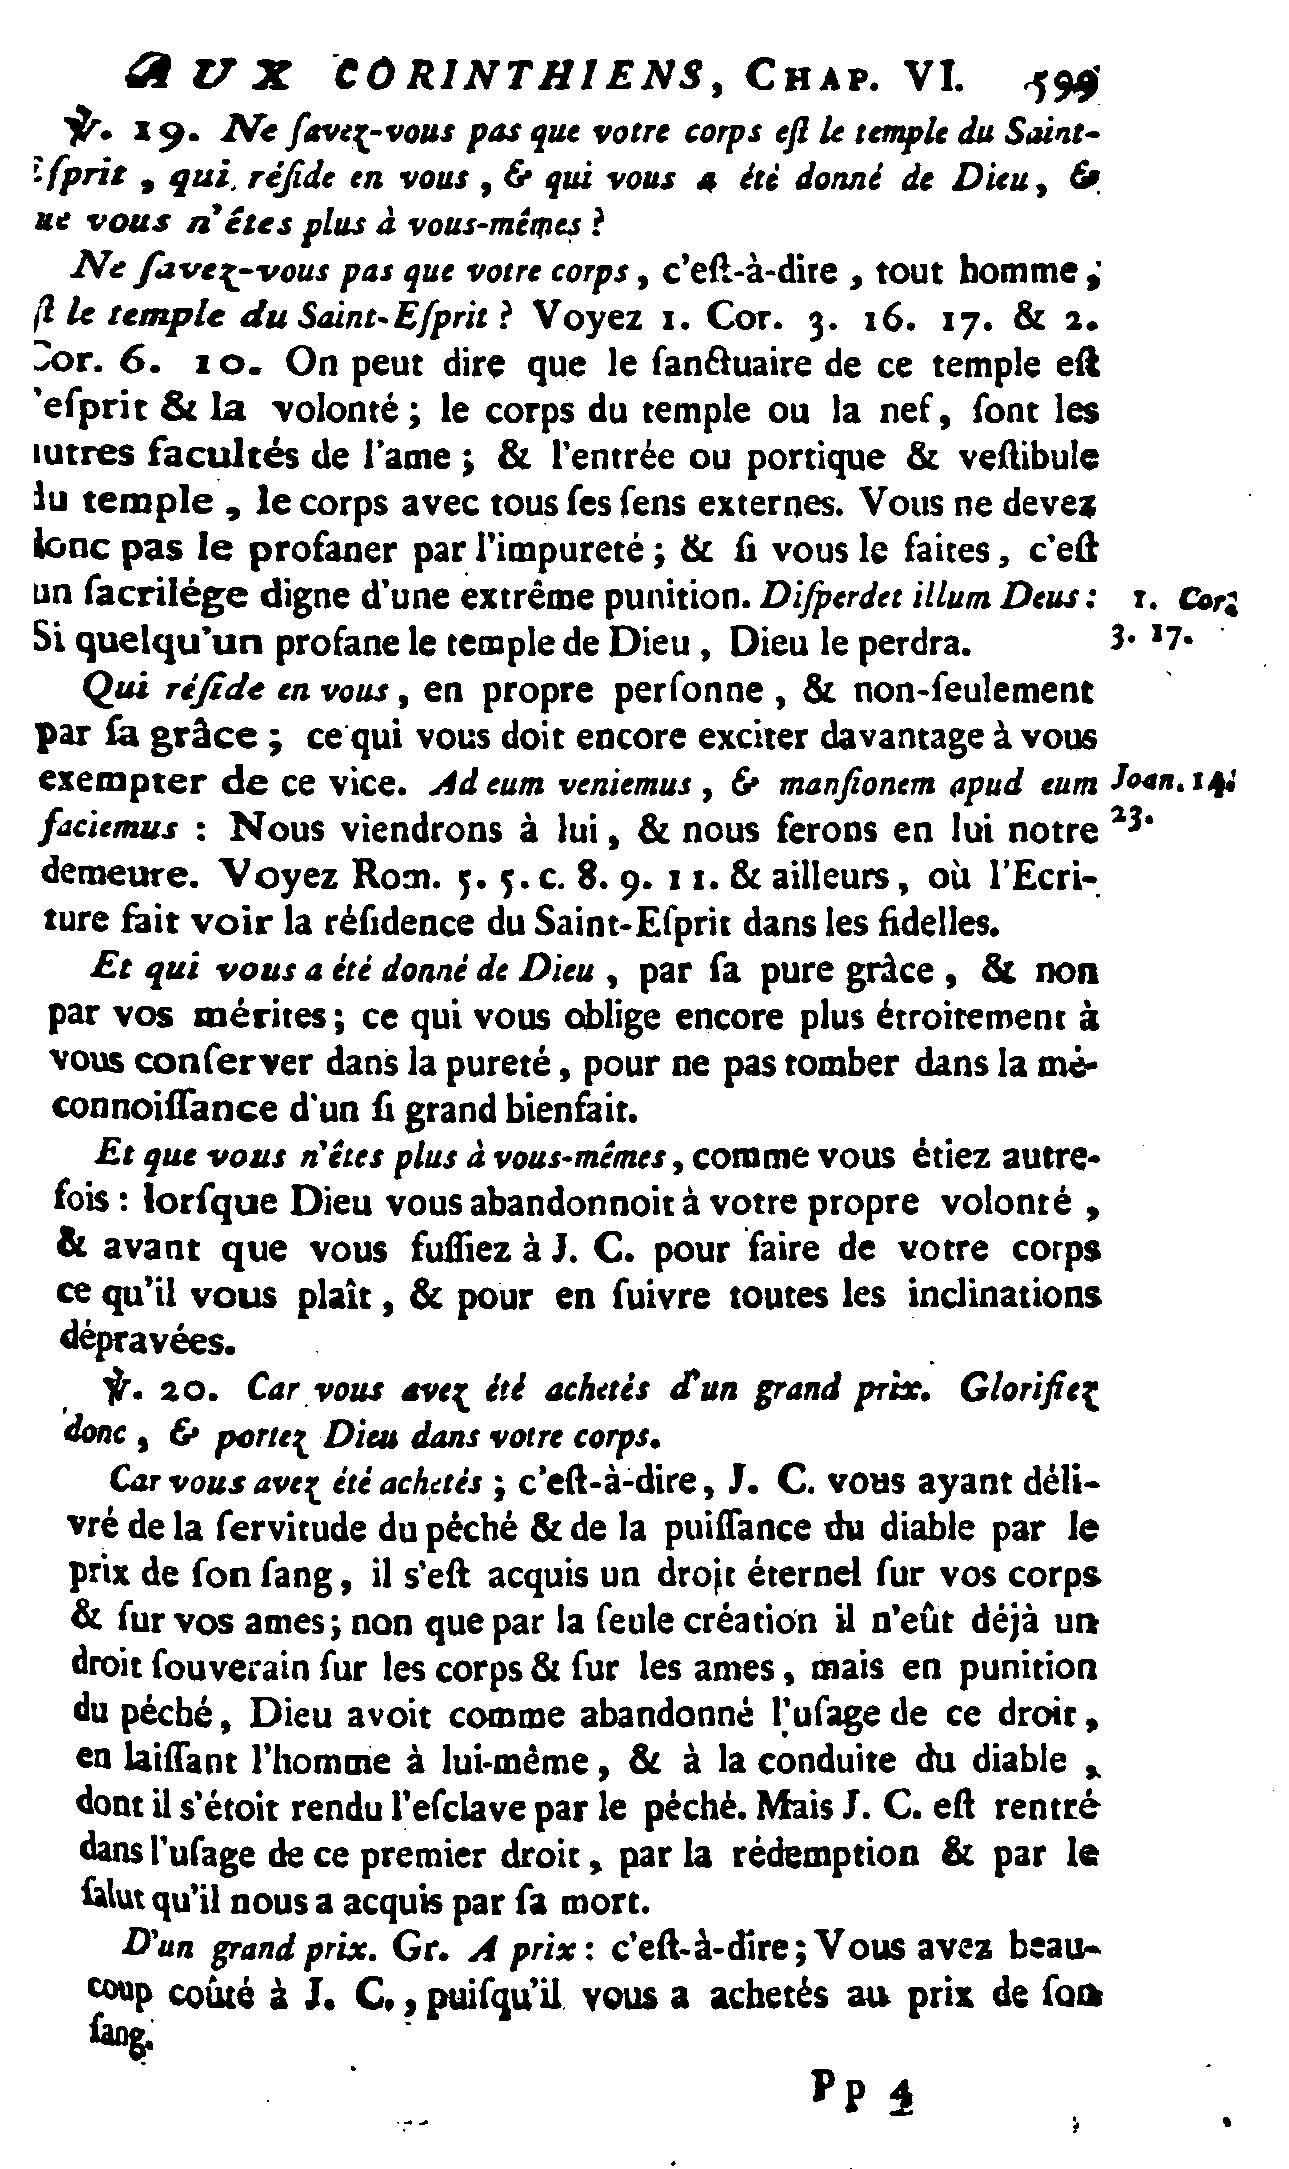 AUX CORINTHIENS, CHAP. VI. 599
℣. 19. Ne ſavez-vous pas que votre corps eſt le temple du Saint-
Eſprit, qui réſide en vous, & qui vous a été donné de Dieu, &
ue vous n'êtes plus à vous-mêmes?
Ne ſavez-vous pas que votre corps, c'eſt-à-dire, tout homme,
ſt le temple du Saint-Eſprit? Voyez 1. Cor. 3. 16. 17. & 2.
Cor. 6. 10. On peut dire que le ſanctuaire de ce temple eſt
'eſprit & la volonté; le corps du temple ou la nef, ſont les
autres facultés de l'ame; & l'entrée ou portique & veſtibule
du temple, le corps avec tous ſes ſens externes. Vous ne devez
donc pas le profaner par l'impureté; & ſi vous le faites, c'eſt
un ſacrilége digne d'une extrême punition. Diſperdet illum Deus:
1. Cor.
Si quelqu'un profane le temple de Dieu, Dieu le perdra.
3. 17.
Qui réſide en vous, en propre perſonne, & non-ſeulement
par ſa grâce; ce qui vous doit encore exciter davantage à vous
exempter de ce vice. Ad eum veniemus, & manſionem apud eum
Joan. 14.
faciemus: Nous viendrons à lui, & nous ferons en lui notre
23.
demeure. Voyez Rom. 5. 5. c. 8. 9. 11. & ailleurs, où l'Ecri-
ture fait voir la réſidence du Saint-Eſprit dans les fidelles.
Et qui vous a été donné de Dieu, par ſa pure grâce, & non
par vos mérites; ce qui vous oblige encore plus étroitement à
vous conſerver dans la pureté, pour ne pas tomber dans la mé-
connoiſſance d'un ſi grand bienfait.
Et que vous n'êtes plus à vous-mêmes, comme vous étiez autre-
fois: lorſque Dieu vous abandonnoit à votre propre volonté,
& avant que vous fuſſiez à J. C. pour faire de votre corps
ce qu'il vous plaît, & pour en ſuivre toutes les inclinations
dépravées.
℣. 20. Car vous avez été achetés d'un grand prix. Glorifiez
donc, & portez Dieu dans votre corps.
Car vous avez été achetés; c'eſt-à-dire, J. C. vous ayant déli-
vré de la ſervitude du péché & de la puiſſance du diable par le
prix de ſon ſang, il s'eſt acquis un droit éternel ſur vos corps
& ſur vos ames; non que par la ſeule création il n'eût déjà un
droit ſouverain ſur les corps & ſur les ames, mais en punition
du péché, Dieu avoit comme abandonné l'uſage de ce droit,
en laiſſant l'homme à lui-même, & à la conduite du diable,
dont il s'étoit rendu l'eſclave par le péché. Mais J. C. eſt rentré
dans l'uſage de ce premier droit, par la rédemption & par le
ſalut qu'il nous a acquis par ſa mort.
D'un grand prix. Gr. A prix: c'eſt-à-dire; Vous avez beau-
coup coûté à J. C., puiſqu'il vous a achetés au prix de ſon
ſang.
Pp 4